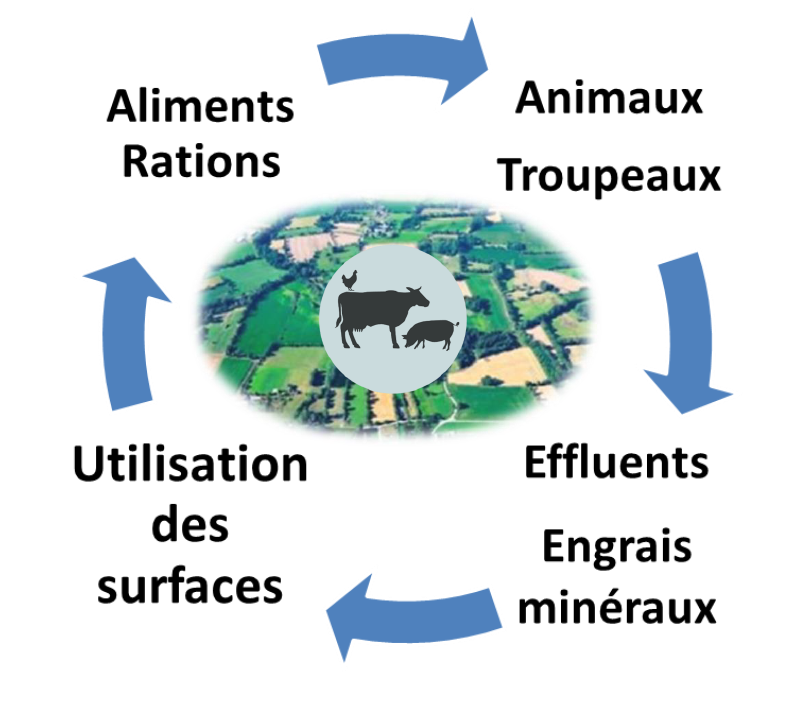 Aliments
Rations
Animaux
Troupeaux
Utilisation
des
surfaces
Effluents
Engrais
minéraux